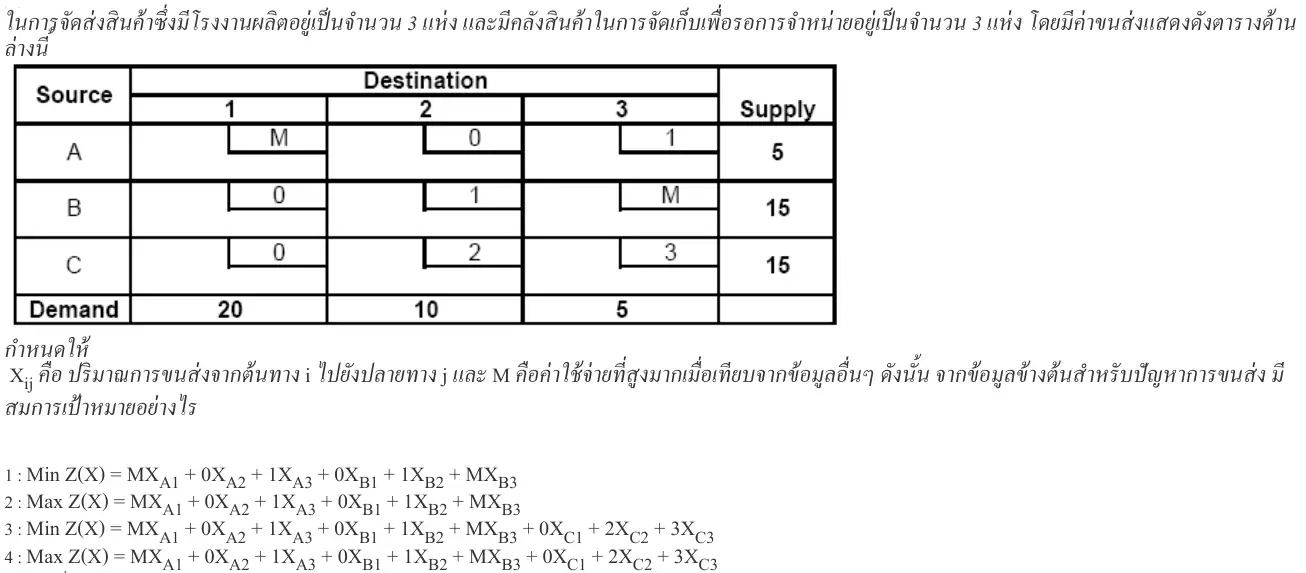 ในการจัดส่งสินค้าซึ่งมีโรงงานผลิตอยู่เป็นจำนวน 3 แห่ง และมีคลังสินค้าในการจัดเก็บเพื่อรอการจำหน่ายอยู่เป็นจำนวน 3 แห่ง โดยมีค่าขนส่งแสดงดังตารางด้าน
ล่างนี้
Source Destination Supply
1 2 3
A M 0 1 5
B 0 1 M 15
C 0 2 3 15
Demand 20 10 5
กำหนดให้
Xij คือ ปริมาณการขนส่งจากต้นทาง i ไปยังปลายทาง j และ M คือค่าใช้จ่ายที่สูงมากเมื่อเทียบจากข้อมูลอื่นๆ ดังนั้น จากข้อมูลข้างต้นสำหรับปัญหาการขนส่ง มี
สมการเป้าหมายอย่างไร
1 : Min Z(X) = MXA1 + 0XA2 + 1XA3 + 0XB1 + 1XB2 + MXB3
2 : Max Z(X) = MXA1 + 0XA2 + 1XA3 + 0XB1 + 1XB2 + MXB3
3 : Min Z(X) = MXA1 + 0XA2 + 1XA3 + 0XB1 + 1XB2 + MXB3 + 0XC1 + 2XC2 + 3XC3
4 : Max Z(X) = MXA1 + 0XA2 + 1XA3 + 0XB1 + 1XB2 + MXB3 + 0XC1 + 2XC2 + 3XC3